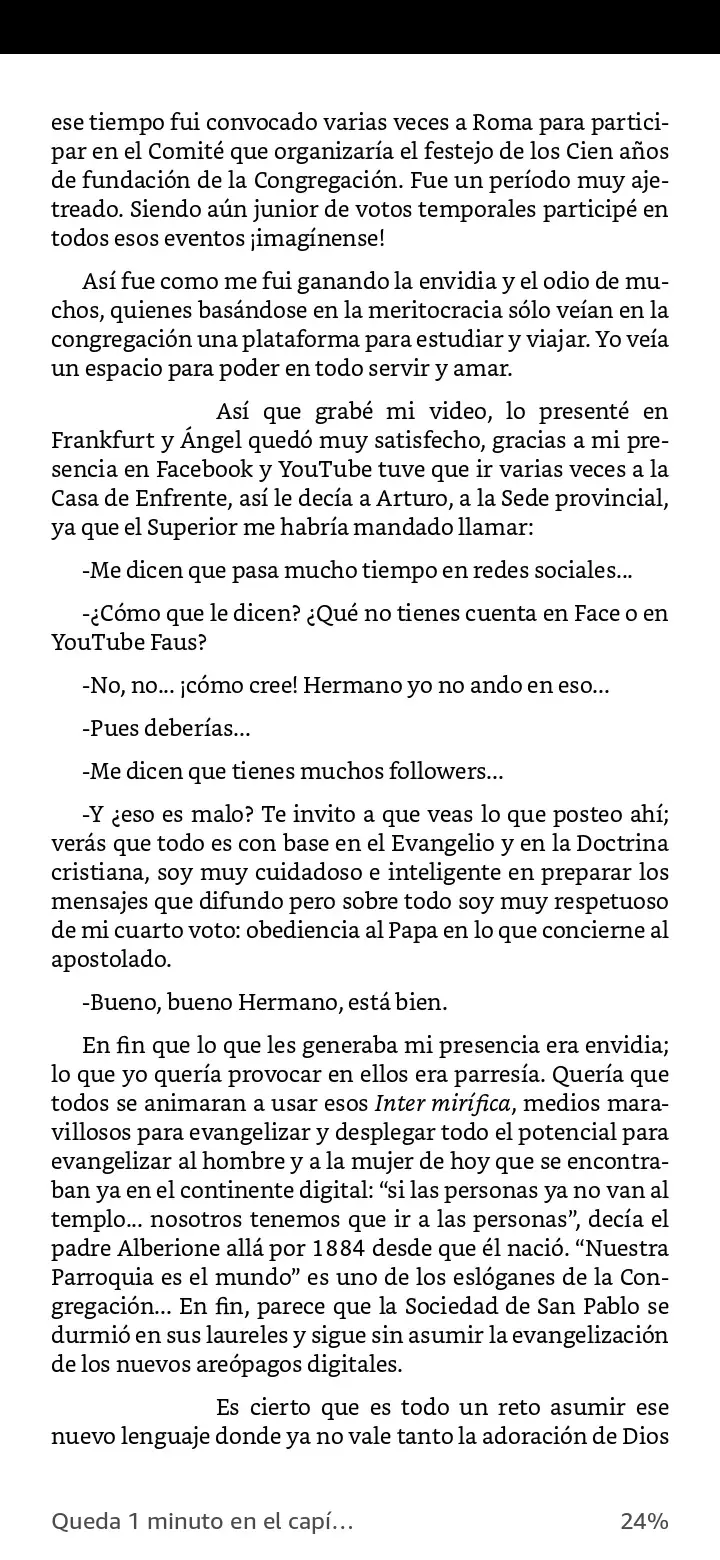 ese tiempo fui convocado varias veces a Roma para partici-
par en el Comité que organizaría el festejo de los Cien años
de fundación de la Congregación. Fue un período muy aje-
treado. Siendo aún junior de votos temporales participé en
todos esos eventos ¡imagínense!
Así fue como me fui ganando la envidia y el odio de mu-
chos, quienes basándose en la meritocracia sólo veían en la
congregación una plataforma para estudiar y viajar. Yo veía
un espacio para poder en todo servir y amar.
Así que grabé mi video, lo presenté en
Frankfurt y Ángel quedó muy satisfecho, gracias a mi pre-
sencia en Facebook y YouTube tuve que ir varias veces a la
Casa de Enfrente, así le decía a Arturo, a la Sede provincial,
ya que el Superior me habría mandado llamar:
-Me dicen que pasa mucho tiempo en redes sociales...
-¿Cómo que le dicen? ¿Qué no tienes cuenta en Face o en
YouTube Faus?
-No, no... ¡cómo cree! Hermano yo no ando en eso...
-Pues deberías...
-Me dicen que tienes muchos followers...
-Y ¿eso es malo? Te invito a que veas lo que posteo ahí;
verás que todo es con base en el Evangelio y en la Doctrina
cristiana, soy muy cuidadoso e inteligente en preparar los
mensajes que difundo pero sobre todo soy muy respetuoso
de mi cuarto voto: obediencia al Papa en lo que concierne al
apostolado.
-Bueno, bueno Hermano, está bien.
En fin que lo que les generaba mi presencia era envidia;
lo que yo quería provocar en ellos era parresía. Quería que
todos se animaran a usar esos Inter mirífica, medios mara-
villosos para evangelizar y desplegar todo el potencial para
evangelizar al hombre y a la mujer de hoy que se encontra-
ban ya en el continente digital: “si las personas ya no van al
templo... nosotros tenemos que ir a las personas”, decía el
padre Alberione allá por 1884 desde que él nació. “Nuestra
Parroquia es el mundo” es uno de los eslóganes de la Con-
gregación... En fin, parece que la Sociedad de San Pablo se
durmió en sus laureles y sigue sin asumir la evangelización
de los nuevos areópagos digitales.
Es cierto que es todo un reto asumir ese
nuevo lenguaje donde ya no vale tanto la adoración de Dios
Queda 1 minuto en el capí... 24%